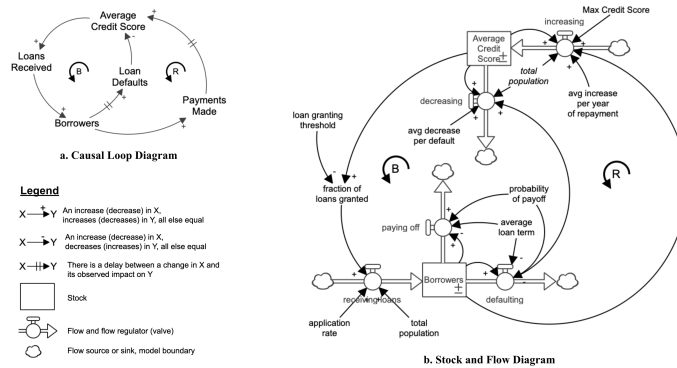 Average
Credit Score
Loans
Received
B
Loan
Defaults
R
Payments
Made
Borrowers
+
+
+
+
+
-
a. Causal Loop Diagram
Legend
X + Y An increase (decrease) in X,
increases (decreases) in Y, all else equal
X - Y An increase (decrease) in X,
decreases (increases) in Y, all else equal
X Y There is a delay between a change in X and
its observed impact on Y
Stock
Flow and flow regulator (valve)
Flow source or sink, model boundary
Max Credit Score
increasing
Average
Credit
Score
total
population
avg increase
per year
of repayment
decreasing
avg decrease
per default
loan granting
threshold
B
R
fraction of
loans granted
probability
of payoff
average
loan term
paying off
Borrowers
receiving loans
defaulting
application
rate
total
population
b. Stock and Flow Diagram